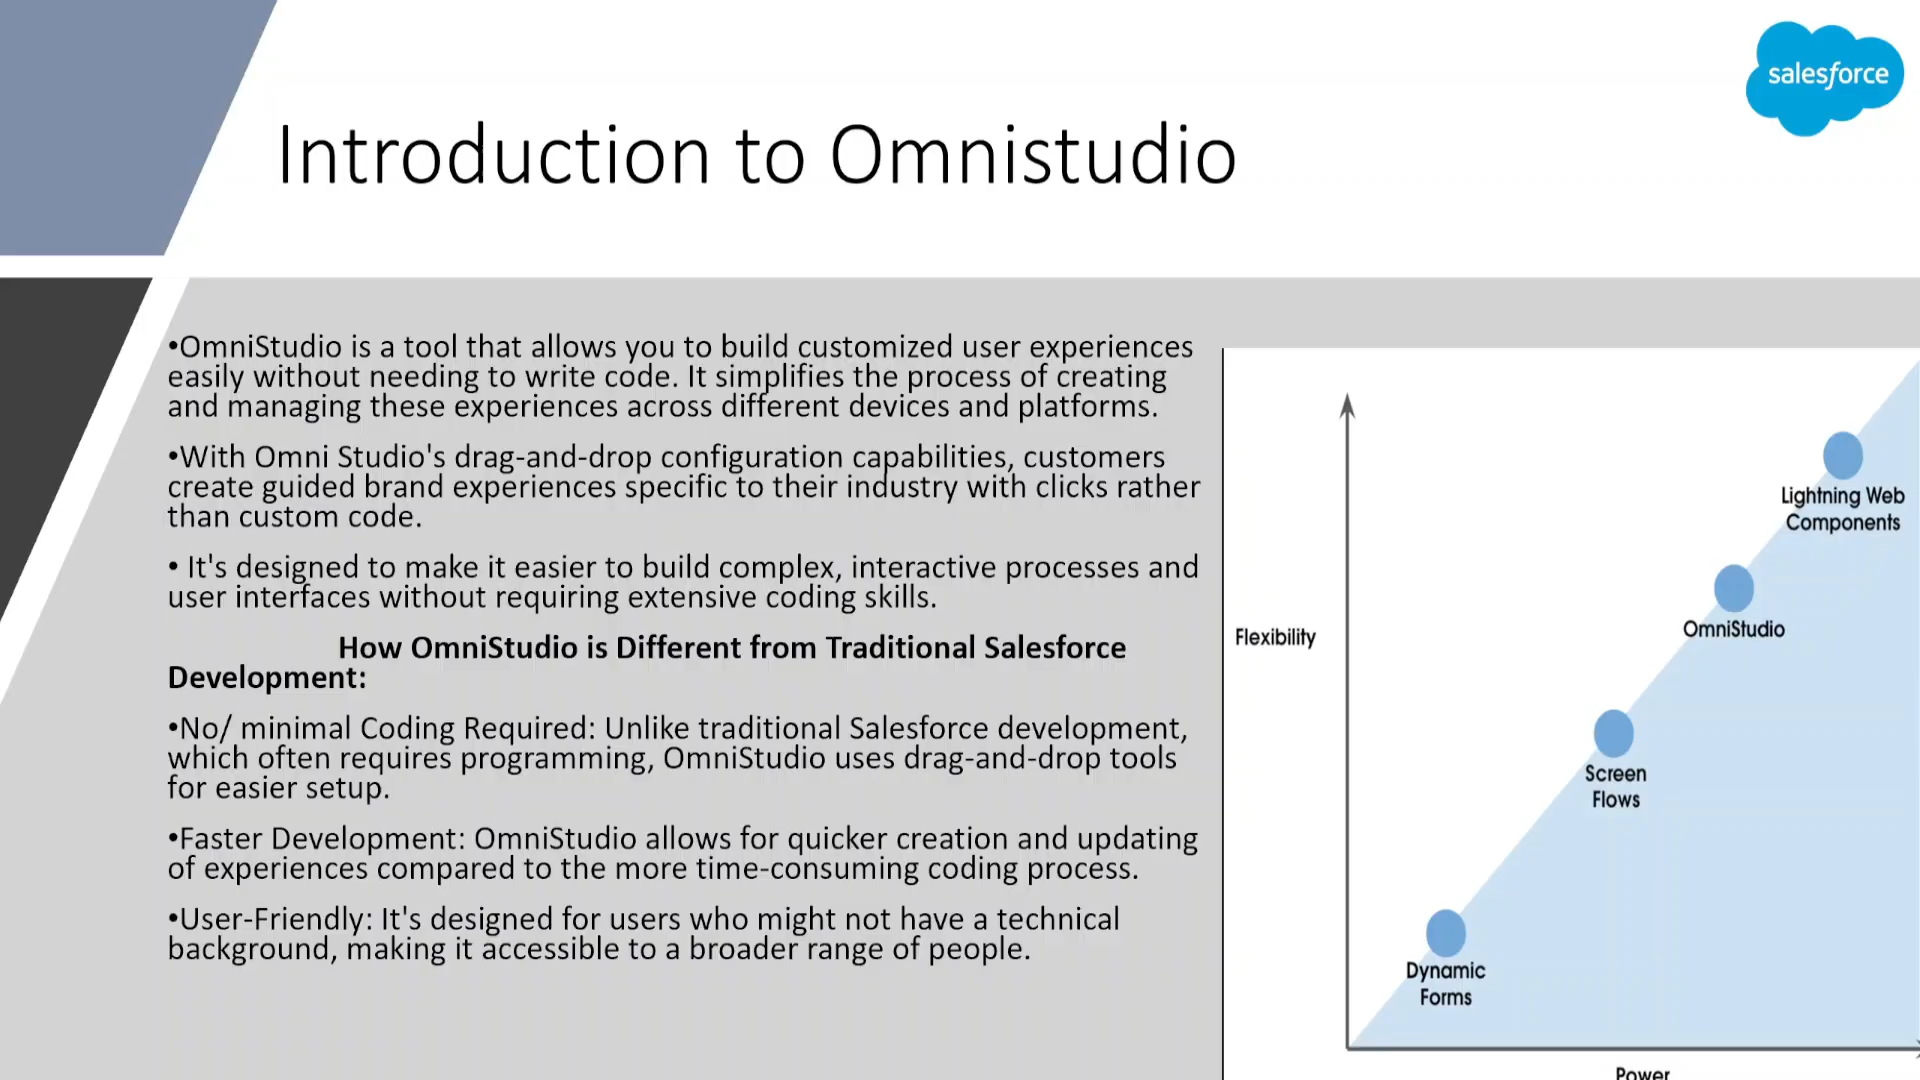 salesforce
Introduction to Omnistudio
•OmniStudio is a tool that allows you to build customized user experiences
easily without needing to write code. It simplifies the process of creating
and managing these experiences across different devices and platforms.
•With Omni Studio's drag-and-drop configuration capabilities, customers
create guided brand experiences specific to their industry with clicks rather
than custom code.
• It's designed to make it easier to build complex, interactive processes and
user interfaces without requiring extensive coding skills.
How OmniStudio is Different from Traditional Salesforce
Development:
•No/ minimal Coding Required: Unlike traditional Salesforce development,
which often requires programming, OmniStudio uses drag-and-drop tools
for easier setup.
•Faster Development: OmniStudio allows for quicker creation and updating
of experiences compared to the more time-consuming coding process.
•User-Friendly: It's designed for users who might not have a technical
background, making it accessible to a broader range of people.
Lightning Web
Components
OmniStudio
Flexibility
Screen
Flows
Dynamic
Forms
Power